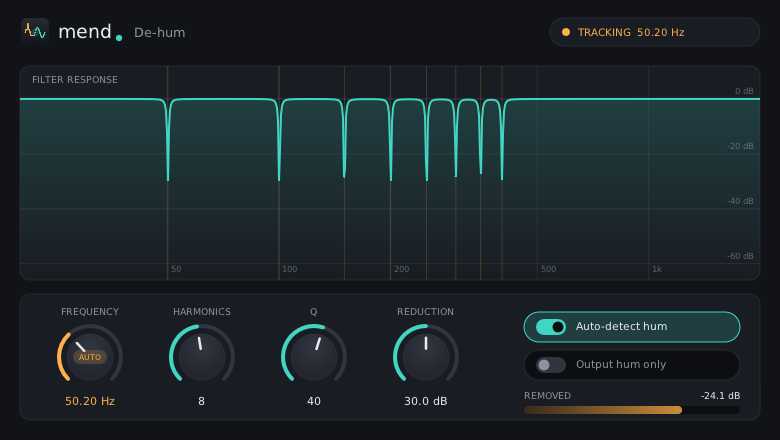 mend. De-hum
TRACKING 50.20 Hz
FILTER RESPONSE
0 dB
-20 dB
-40 dB
-60 dB
50 100 200 500 1k
FREQUENCY HARMONICS Q REDUCTION
AUTO
50.20 Hz 8 40 30.0 dB
Auto-detect hum
Output hum only
REMOVED -24.1 dB